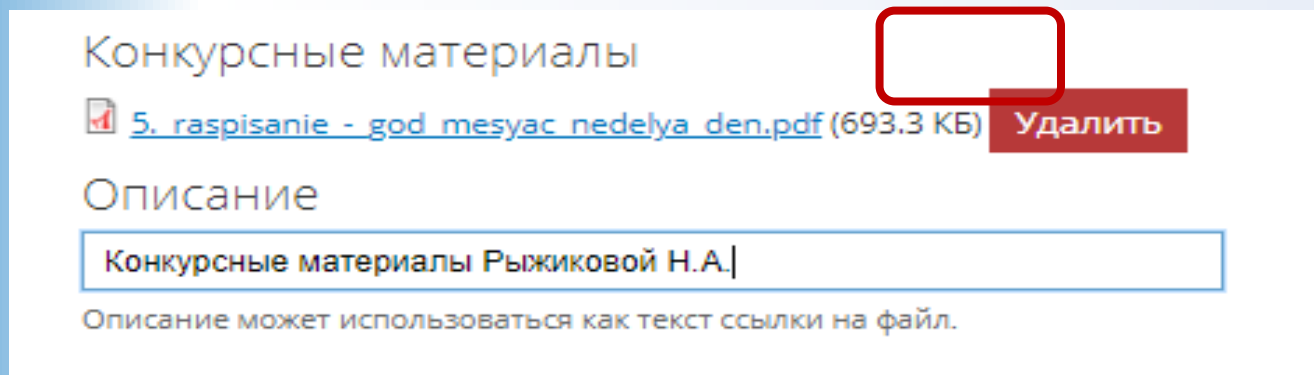 Конкурсные материалы
5. raspisanie - god mesyac nedelya den.pdf (693.3 КБ) Удалить
Описание
Конкурсные материалы Рыжиковой Н.А.
Описание может использоваться как текст ссылки на файл.